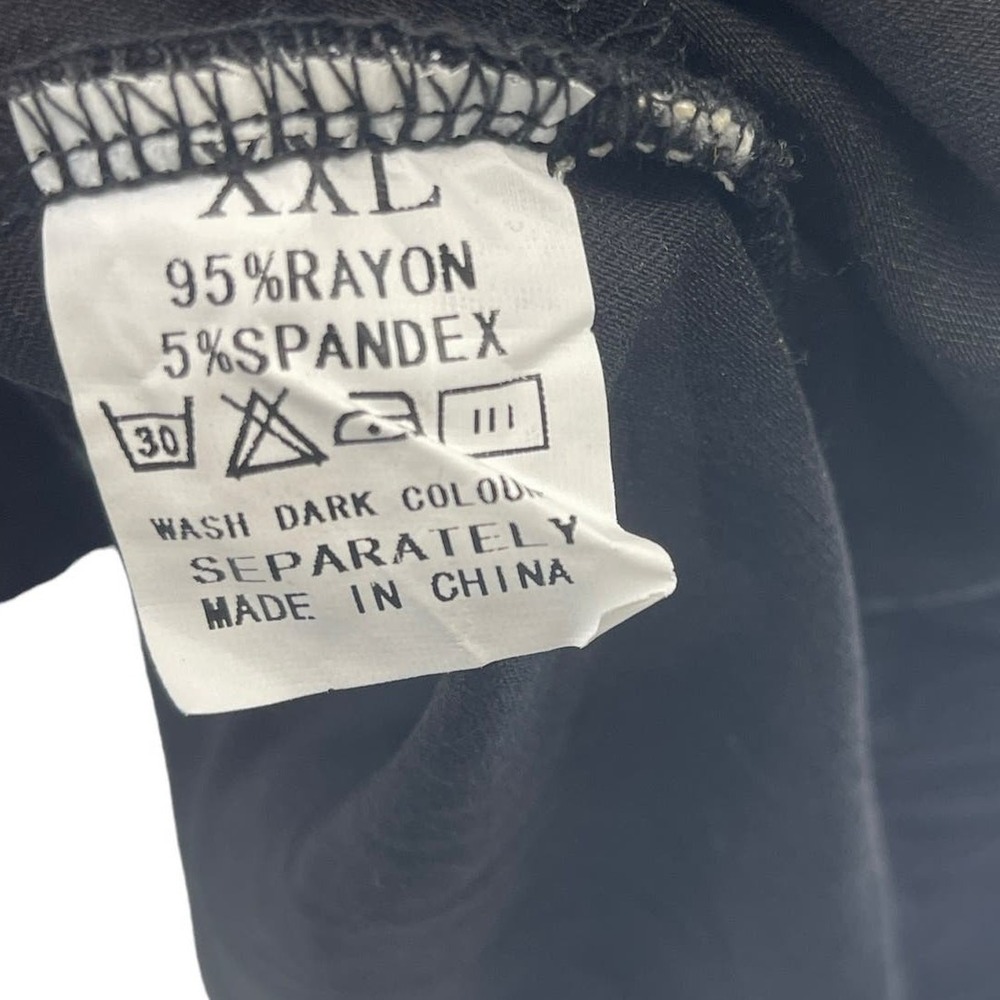 XXL
95%RAYON
5%SPANDEX
30
WASH DARK COLOUR
SEPARATELY
MADE IN CHINA